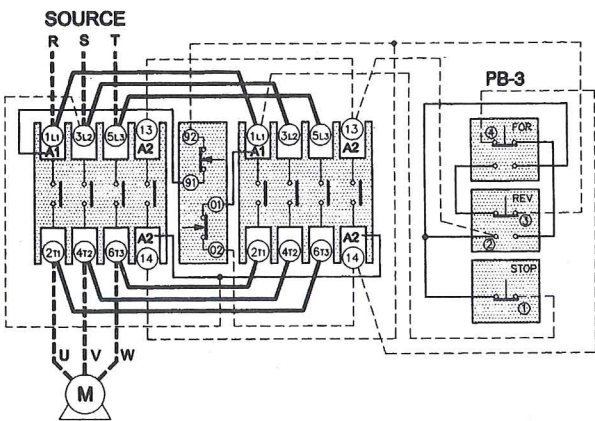 SOURCE
R S T
PB-3
1L1 3L2 5L3 13
A1 A2
92
91
01
02
1L1 3L2 5L3 13
A1 A2
④ FOR
REV
③
②
STOP
①
A2
2T1 4T2 6T3 14
A2
2T1 4T2 6T3 14
U V W
M